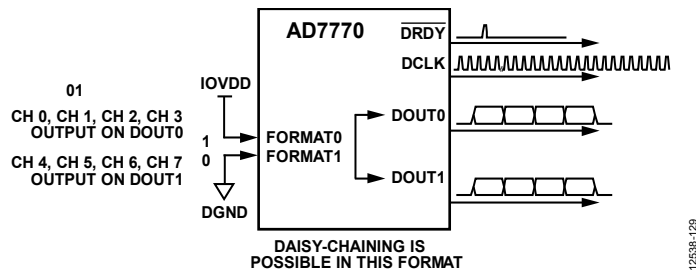 AD7770
DRDY
DCLK
01
IOVDD
CH 0, CH 1, CH 2, CH 3
OUTPUT ON DOUT0
1
FORMAT0
DOUT0
CH 4, CH 5, CH 6, CH 7
OUTPUT ON DOUT1
0
FORMAT1
DOUT1
DGND
DAISY-CHAINING IS
POSSIBLE IN THIS FORMAT
12538-129